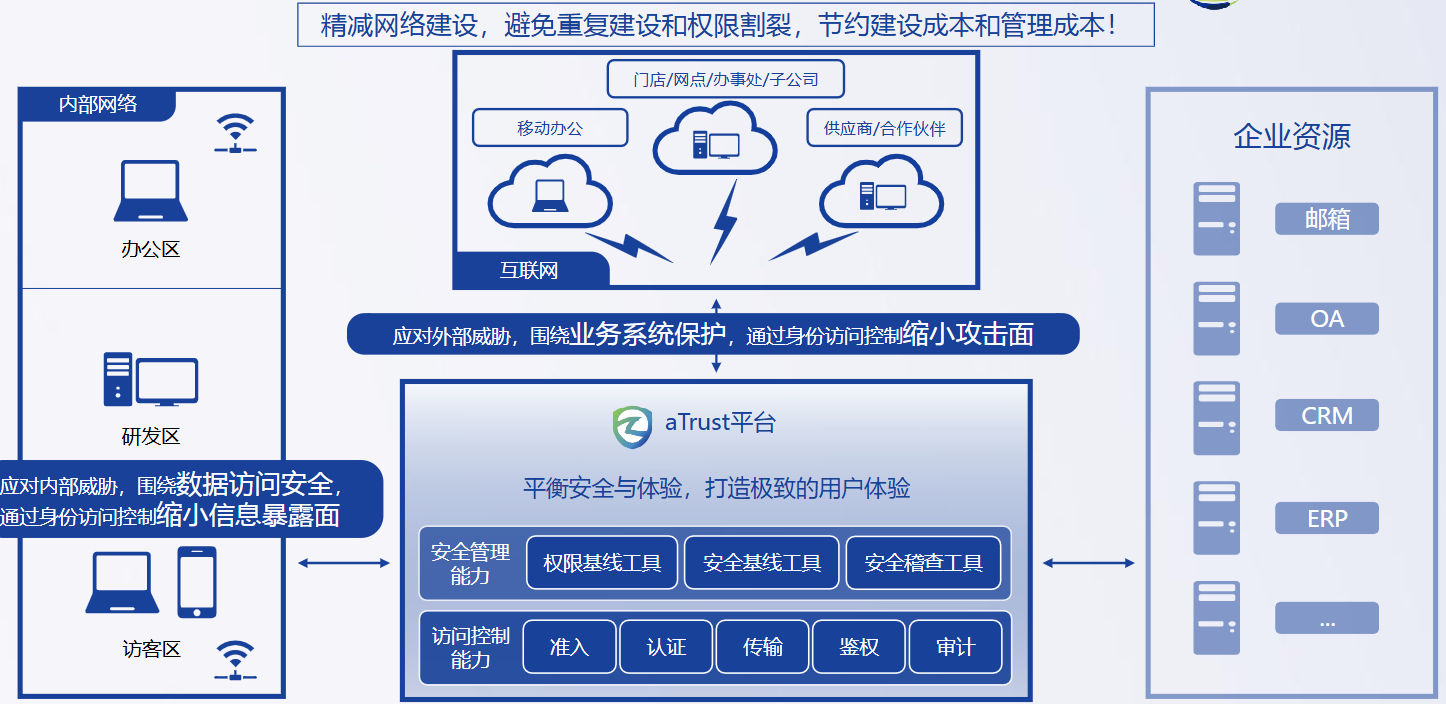 精减网络建设，避免重复建设和权限割裂，节约建设成本和管理成本！
内部网络
办公区
研发区
应对内部威胁，围绕数据访问安全，
通过身份访问控制缩小信息暴露面
访客区
门店/网点/办事处/子公司
移动办公
供应商/合作伙伴
互联网
应对外部威胁，围绕业务系统保护，通过身份访问控制缩小攻击面
aTrust平台
平衡安全与体验，打造极致的用户体验
安全管理
能力
权限基线工具
安全基线工具
安全稽查工具
访问控制
能力
准入
认证
传输
鉴权
审计
企业资源
邮箱
OA
CRM
ERP
...